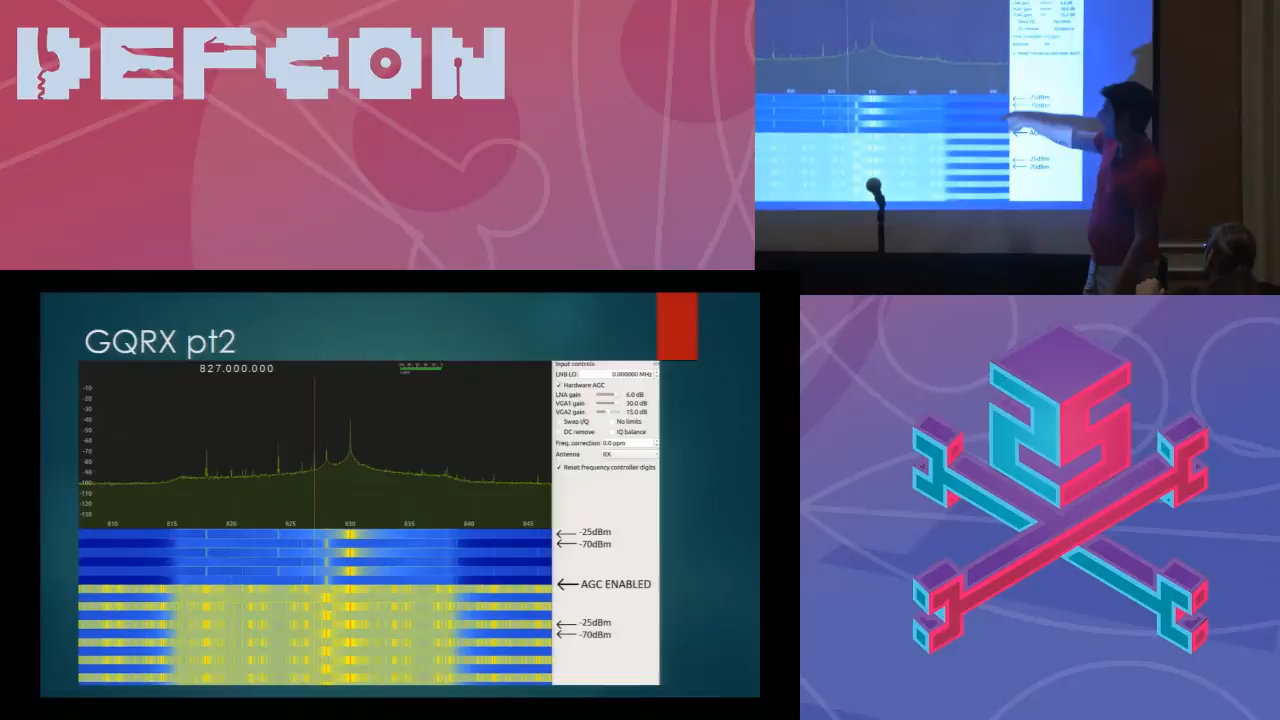 DEFCON
GQRX pt2
827.000.000
-10
-20
-30
-40
-50
-60
-70
-80
-90
-100
-110
-120
-130
810 815 820 825 830 835 840 845
Input controls
LNB LO 0.000000 MHz
✓ Hardware AGC
LNA gain 6.0 dB
VGA1 gain 30.0 dB
VGA2 gain 15.0 dB
Swap I/Q No limits
DC remove IQ balance
Freq. correction 0.0 ppm
Antenna RX
✓ Reset frequency controller digits
-25dBm
-70dBm
AGC ENABLED
-25dBm
-70dBm
25